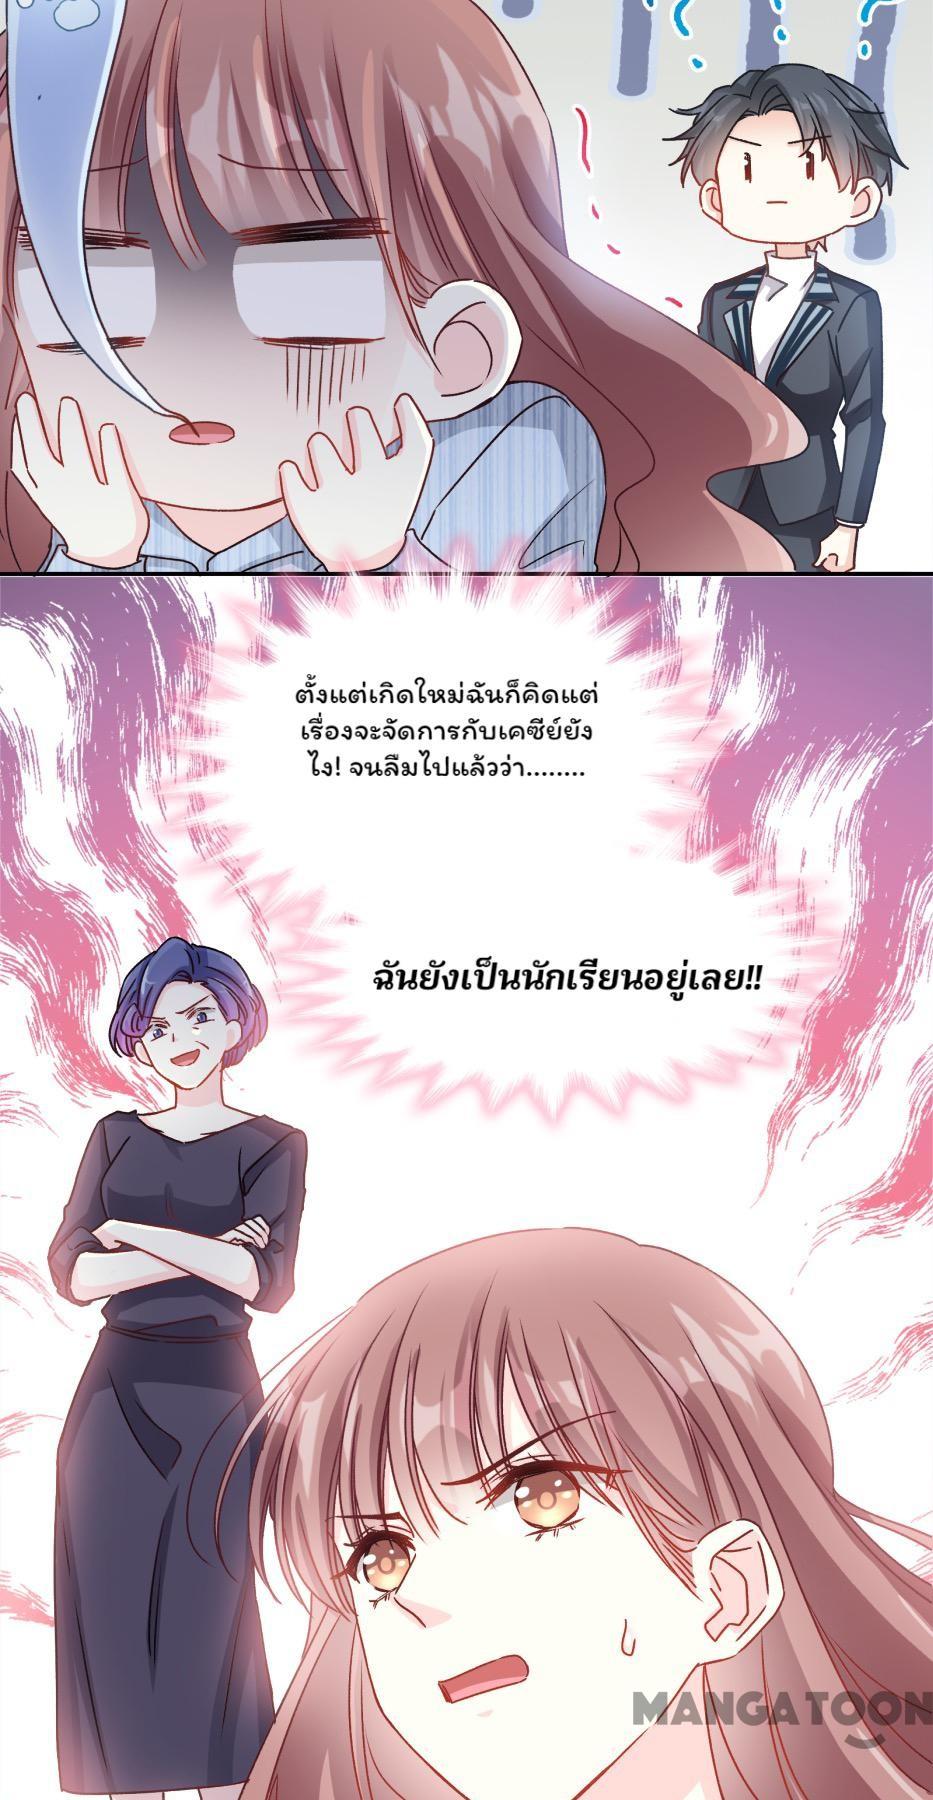 ตั้งแต่เกิดใหม่ฉันก็คิดแต่
เรื่องจะจัดการกับเคซีย์ยัง
ไง! จนลืมไปแล้วว่า........
ฉันยังเป็นนักเรียนอยู่เลย!!
MANGATOON